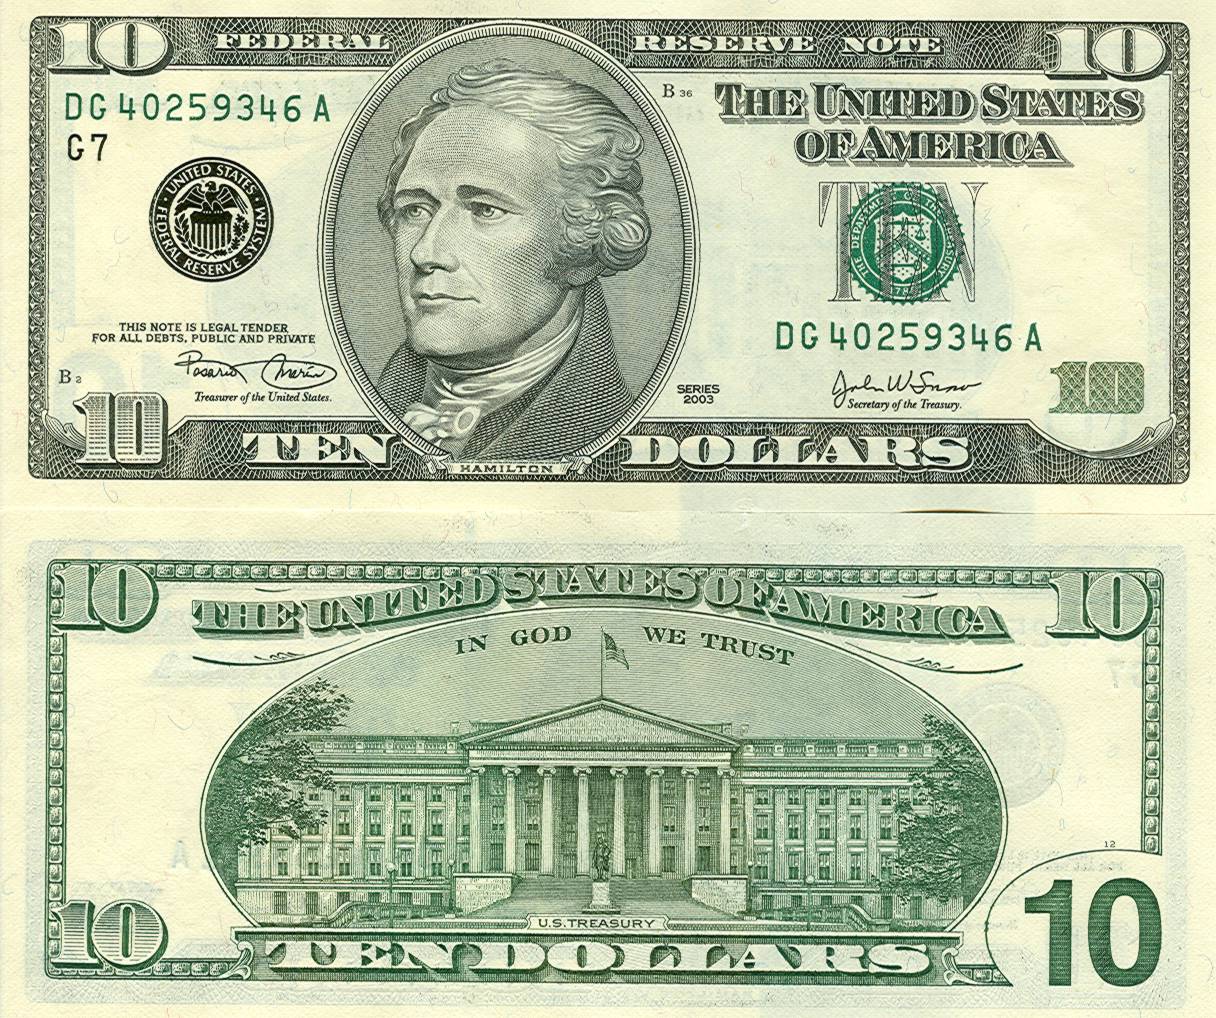 10 FEDERAL RESERVE NOTE 10
DG 40259346 A
G7
B 36
THE UNITED STATES
OF AMERICA
UNITED STATES
FEDERAL RESERVE SYSTEM
TEN
THE DEPARTMENT OF THE TREASURY
1789
THIS NOTE IS LEGAL TENDER
FOR ALL DEBTS, PUBLIC AND PRIVATE
DG 40259346 A
B 2
Rosario Marin
Treasurer of the United States.
SERIES
2003
John W Snow
Secretary of the Treasury.
10
10 TEN DOLLARS
HAMILTON
10 THE UNITED STATES OF AMERICA 10
IN GOD WE TRUST
12
U.S. TREASURY
10 TEN DOLLARS 10